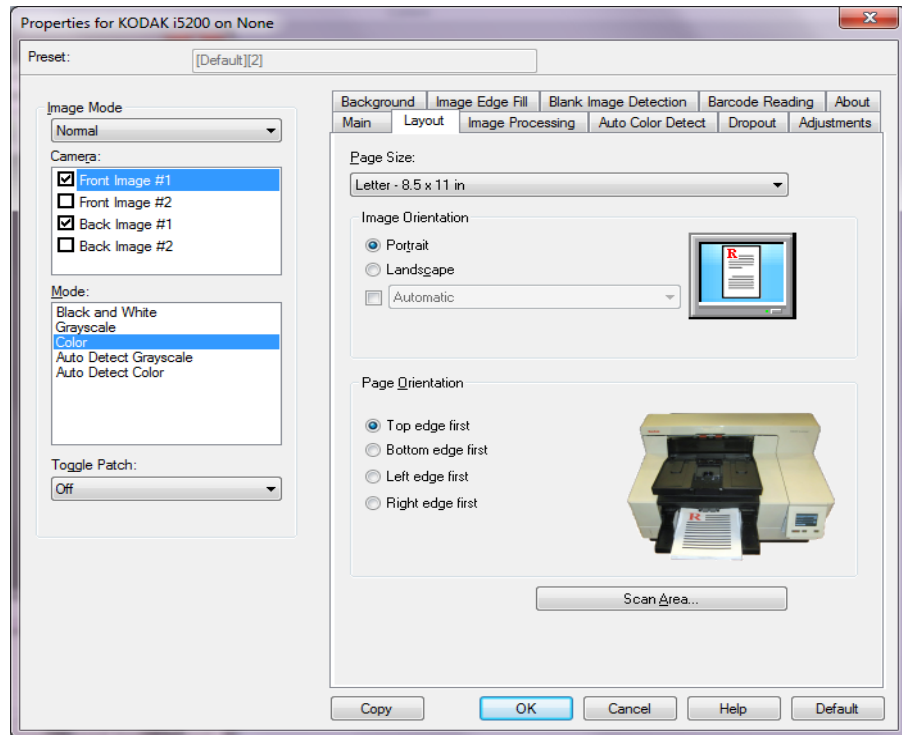 Properties for KODAK i5200 on None
Preset:
[Default][2]
Image Mode
Normal
Camera:
Front Image #1
Front Image #2
Back Image #1
Back Image #2
Mode:
Black and White
Grayscale
Color
Auto Detect Grayscale
Auto Detect Color
Toggle Patch:
Off
Background Image Edge Fill Blank Image Detection Barcode Reading About
Main Layout Image Processing Auto Color Detect Dropout Adjustments
Page Size:
Letter - 8.5 x 11 in
Image Orientation
Portrait
Landscape
Automatic
R
Page Orientation
Top edge first
Bottom edge first
Left edge first
Right edge first
R
Scan Area...
Copy OK Cancel Help Default